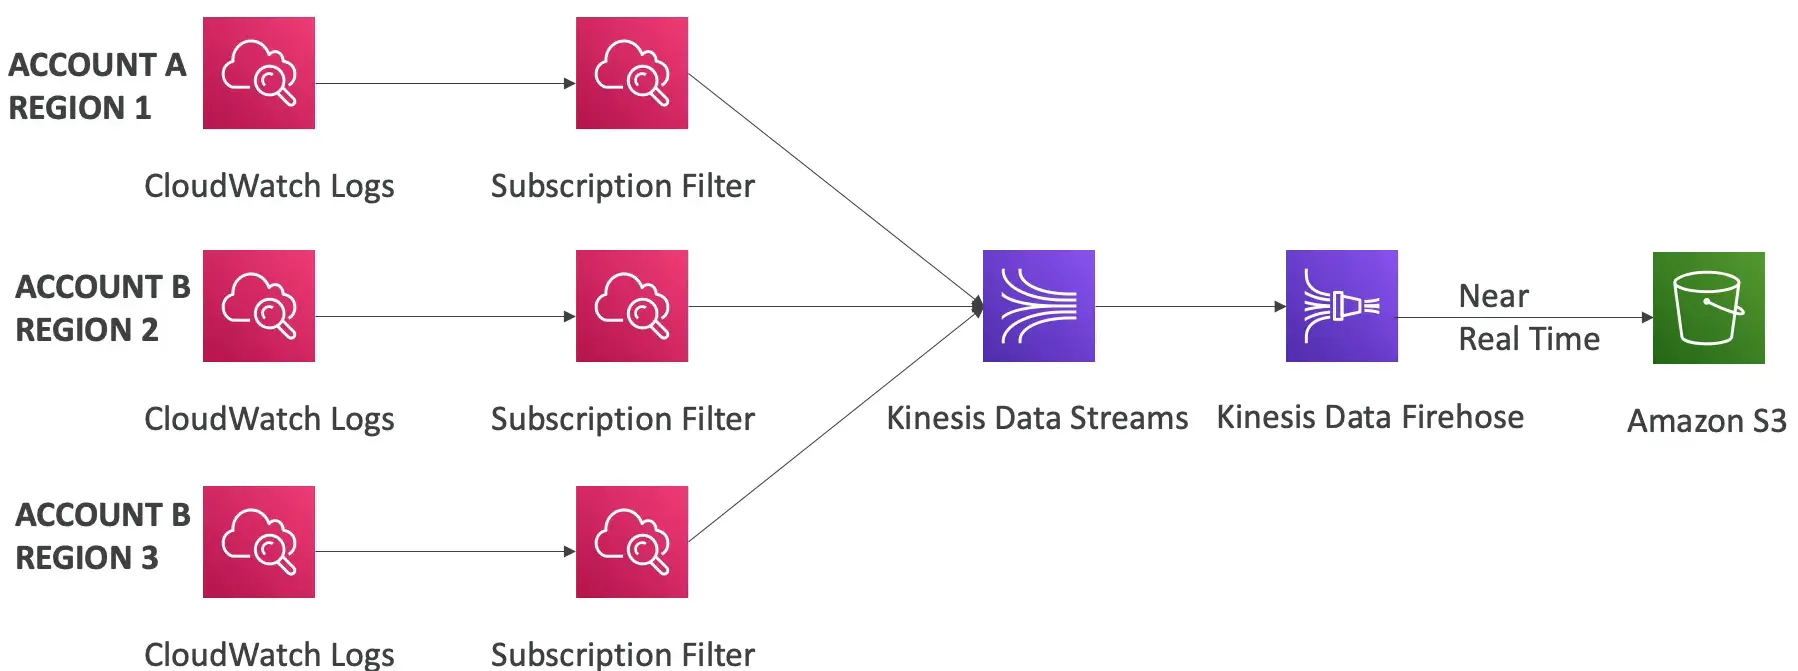 ACCOUNT A
REGION 1
CloudWatch Logs
Subscription Filter
ACCOUNT B
REGION 2
CloudWatch Logs
Subscription Filter
Kinesis Data Streams
Kinesis Data Firehose
Near
Real Time
Amazon S3
ACCOUNT B
REGION 3
CloudWatch Logs
Subscription Filter